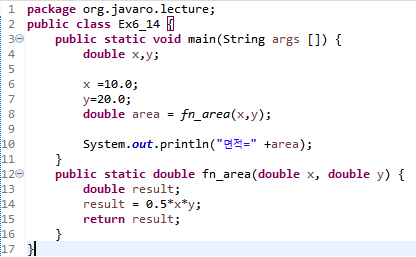 1 package org.javaro.lecture;
2 public class Ex6_14 {
3 public static void main(String args []) {
4 double x,y;
5
6 x =10.0;
7 y=20.0;
8 double area = fn_area(x,y);
9
10 System.out.println("면적=" +area);
11 }
12 public static double fn_area(double x, double y) {
13 double result;
14 result = 0.5*x*y;
15 return result;
16 }
17 }